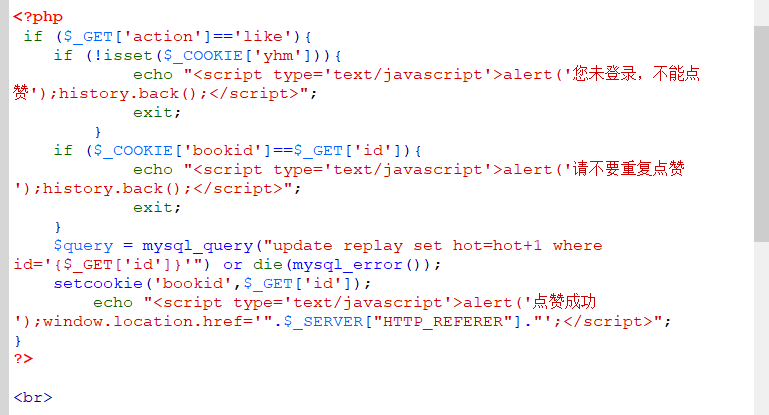 <?php
 if ($_GET['action']=='like'){
    if (!isset($_COOKIE['yhm'])){
            echo "<script type='text/javascript'>alert('您未登录，不能点
赞');history.back();</script>";
            exit;
        }
    if ($_COOKIE['bookid']==$_GET['id']){
            echo "<script type='text/javascript'>alert('请不要重复点赞
');history.back();</script>";
            exit;
    }
    $query = mysql_query("update replay set hot=hot+1 where
id='{$_GET['id']}'") or die(mysql_error());
    setcookie('bookid',$_GET['id']);
        echo "<script type='text/javascript'>alert('点赞成功
');window.location.href='".$_SERVER["HTTP_REFERER"]."';</script>";
}
?>
<br>